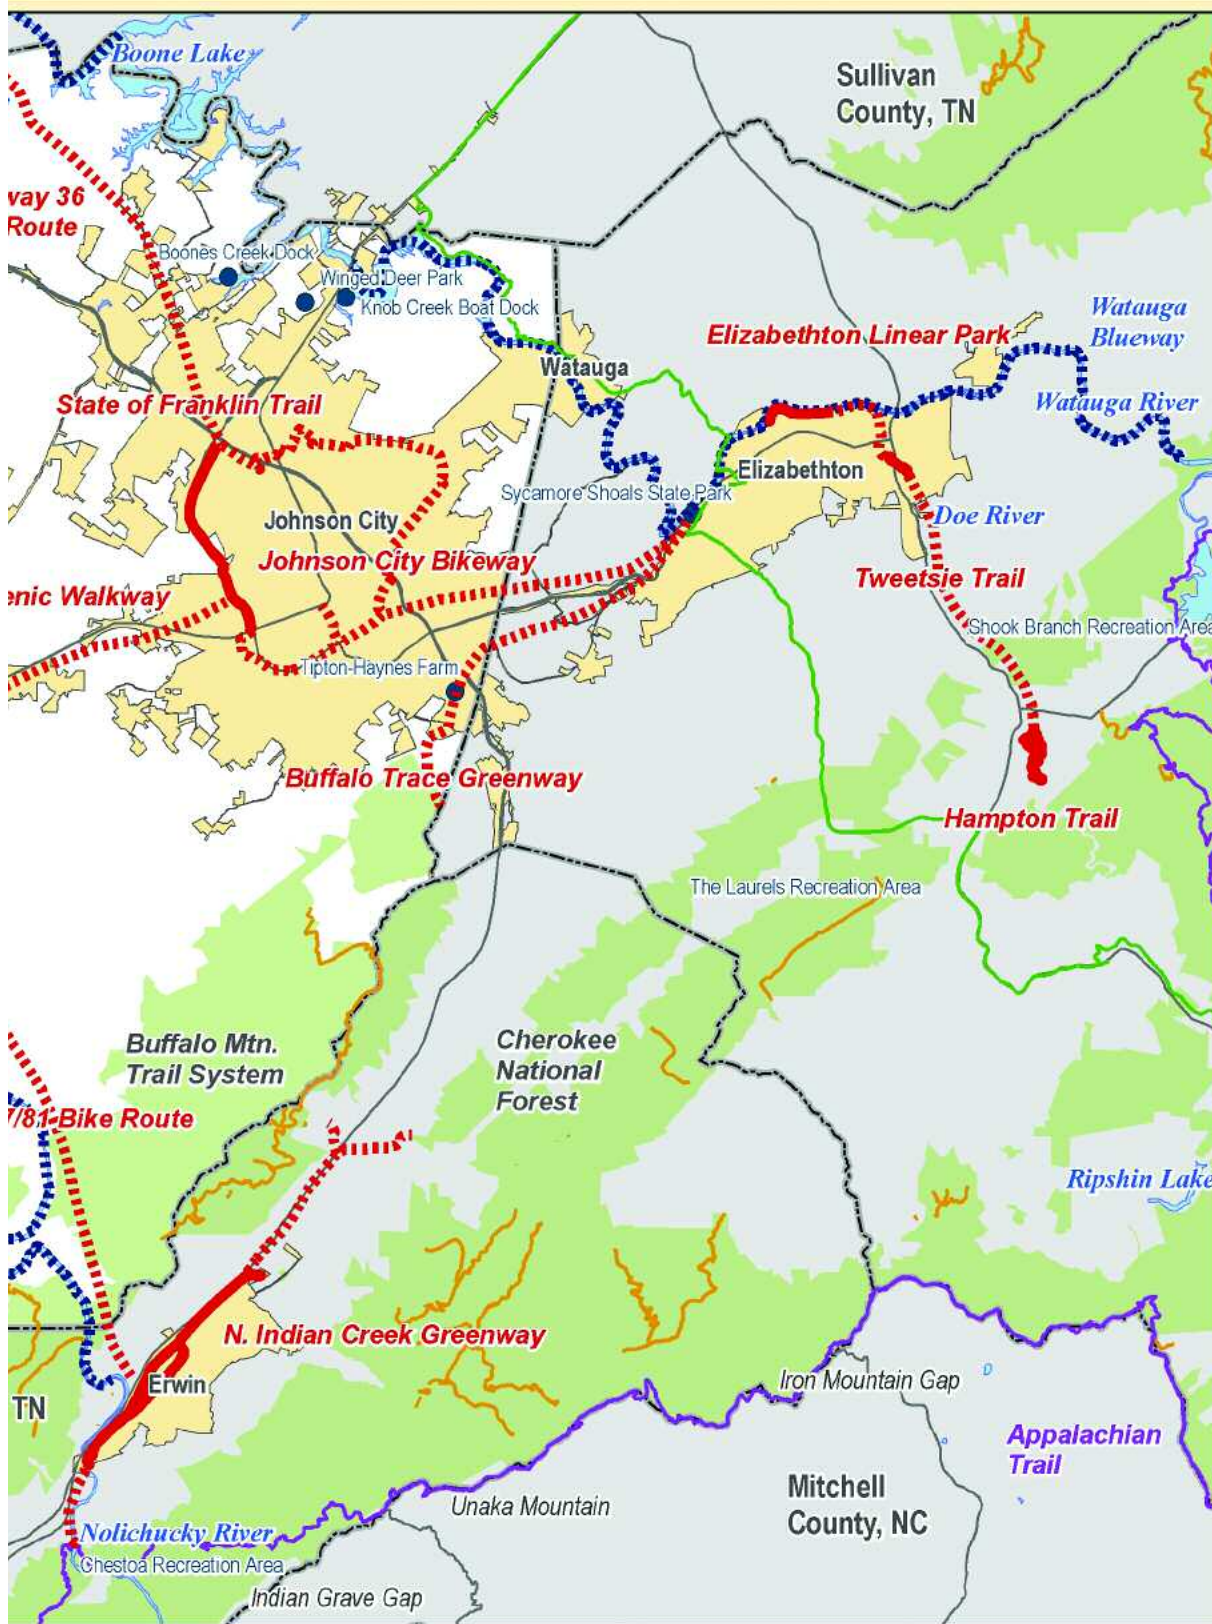 Boone Lake
Sullivan
County, TN
way 36
Route
Boones Creek Dock
Winged Deer Park
Knob Creek Boat Dock
Watauga
Blueway
Elizabethton Linear Park
Watauga
State of Franklin Trail
Watauga River
Elizabethton
Sycamore Shoals State Park
Johnson City
Doe River
Johnson City Bikeway
Tweetsie Trail
enic Walkway
Shook Branch Recreation Area
Tipton-Haynes Farm
Buffalo Trace Greenway
Hampton Trail
The Laurels Recreation Area
Buffalo Mtn.
Trail System
Cherokee
National
Forest
7/81 Bike Route
Ripshin Lake
N. Indian Creek Greenway
Erwin
Iron Mountain Gap
TN
Appalachian
Trail
Mitchell
County, NC
Unaka Mountain
Nolichucky River
Chestoa Recreation Area
Indian Grave Gap